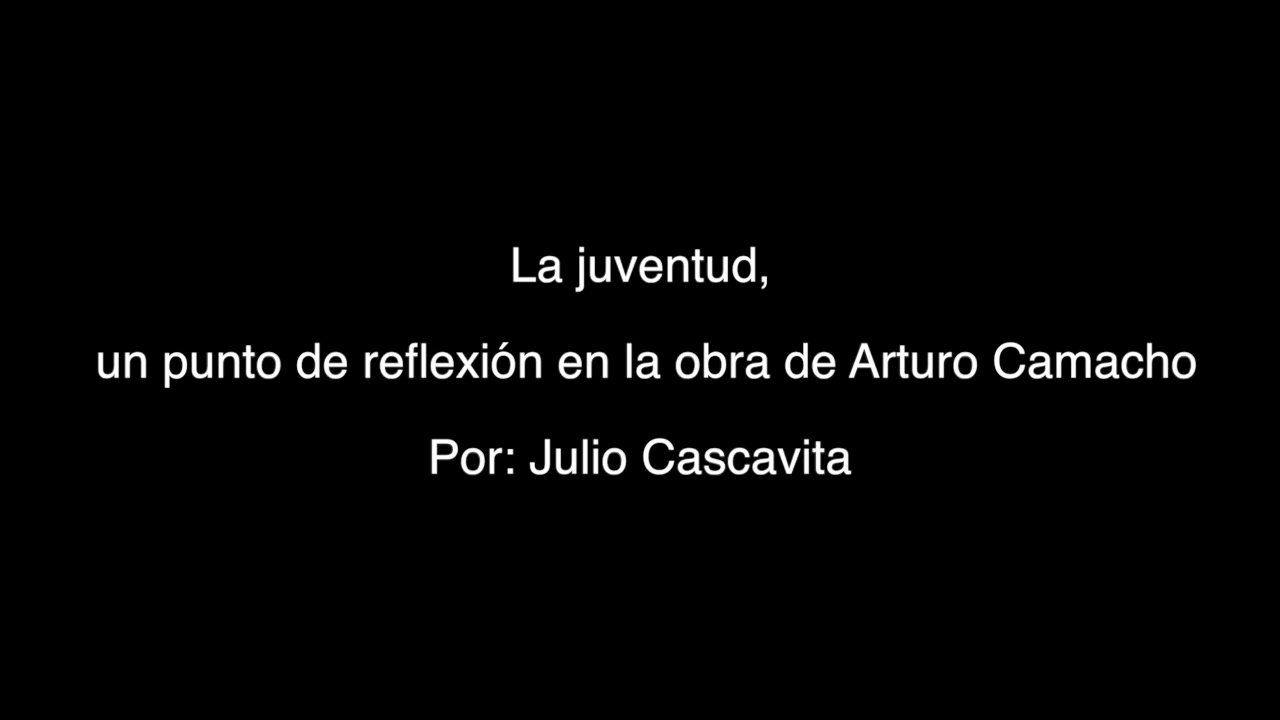 La juventud,
un punto de reflexión en la obra de Arturo Camacho
Por: Julio Cascavita